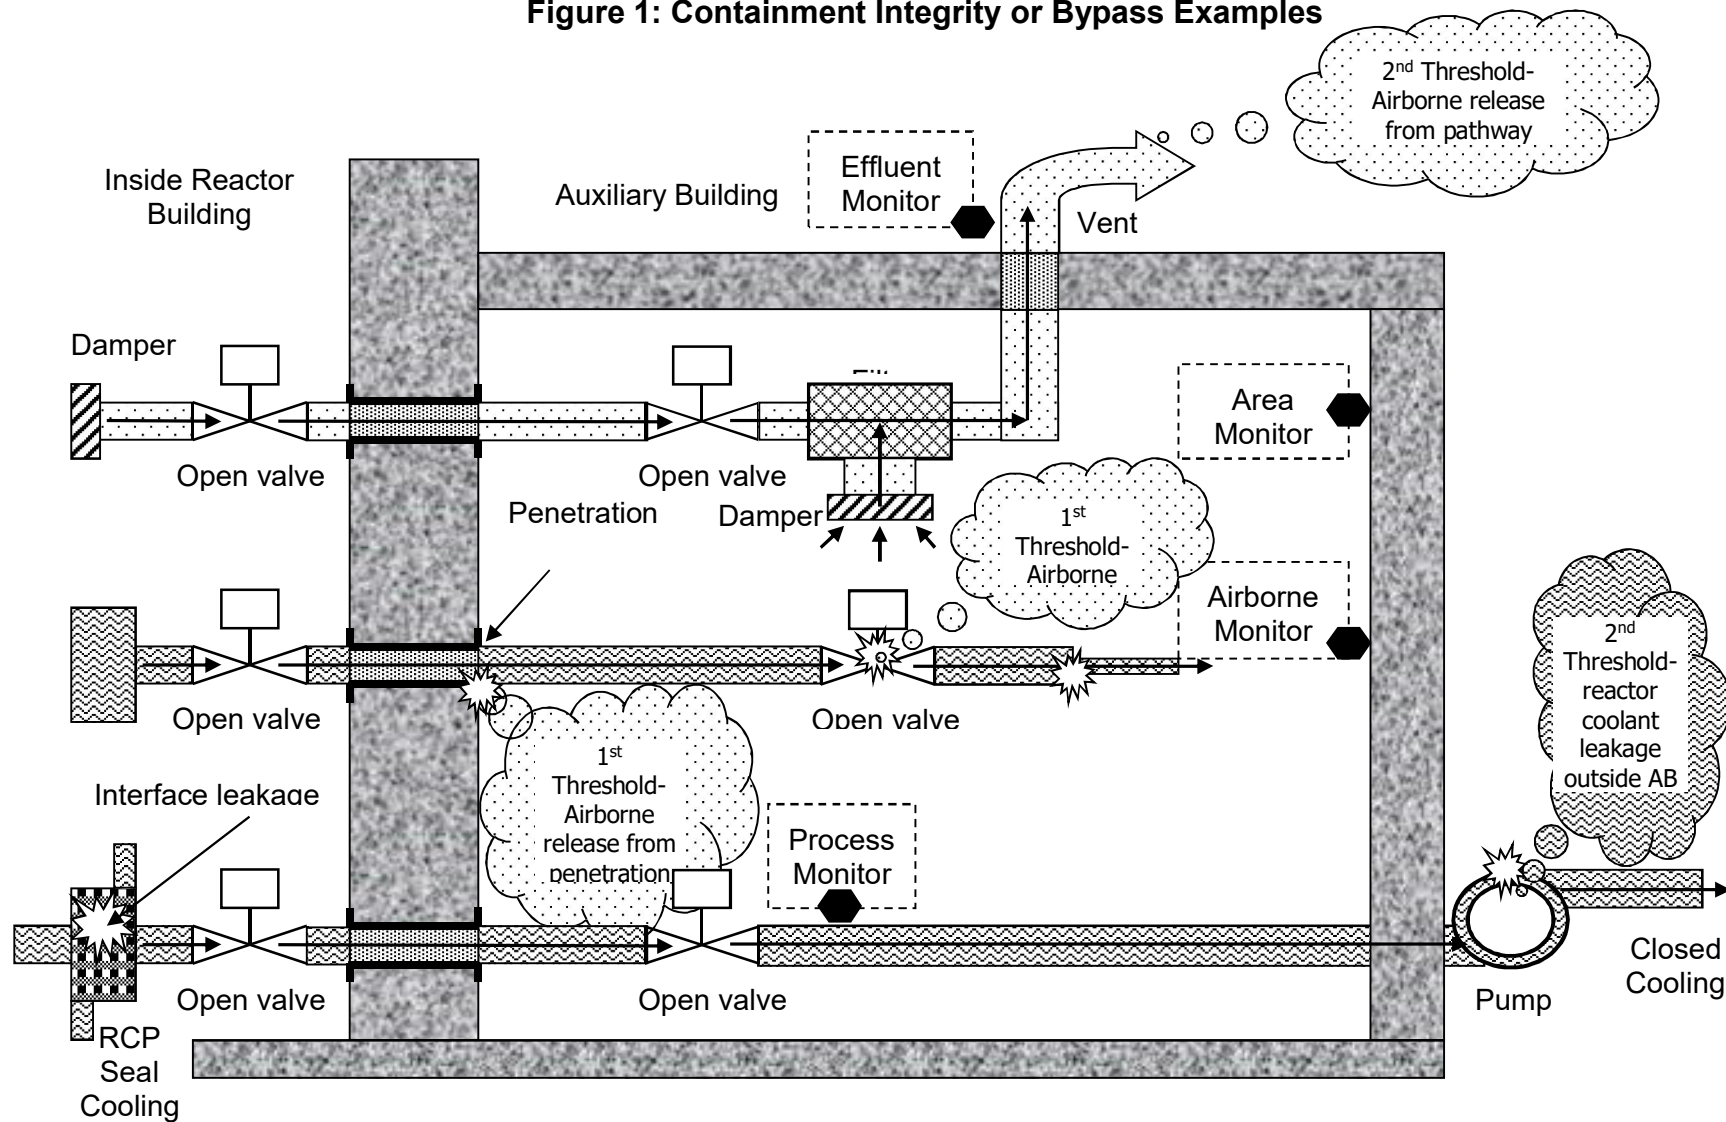 Figure 1: Containment Integrity or Bypass Examples
2nd Threshold-
Airborne release
from pathway
Effluent
Monitor
Inside Reactor
Building
Auxiliary Building
Vent
Damper
Area
Monitor
Open valve
Open valve
Penetration
Damper
1st
Threshold-
Airborne
Airborne
Monitor
2nd
Threshold-
reactor
coolant
leakage
outside AB
Open valve
Open valve
1st
Threshold-
Airborne
release from
penetration
Interface leakage
Process
Monitor
Open valve
Open valve
Pump
Closed
Cooling
RCP
Seal
Cooling